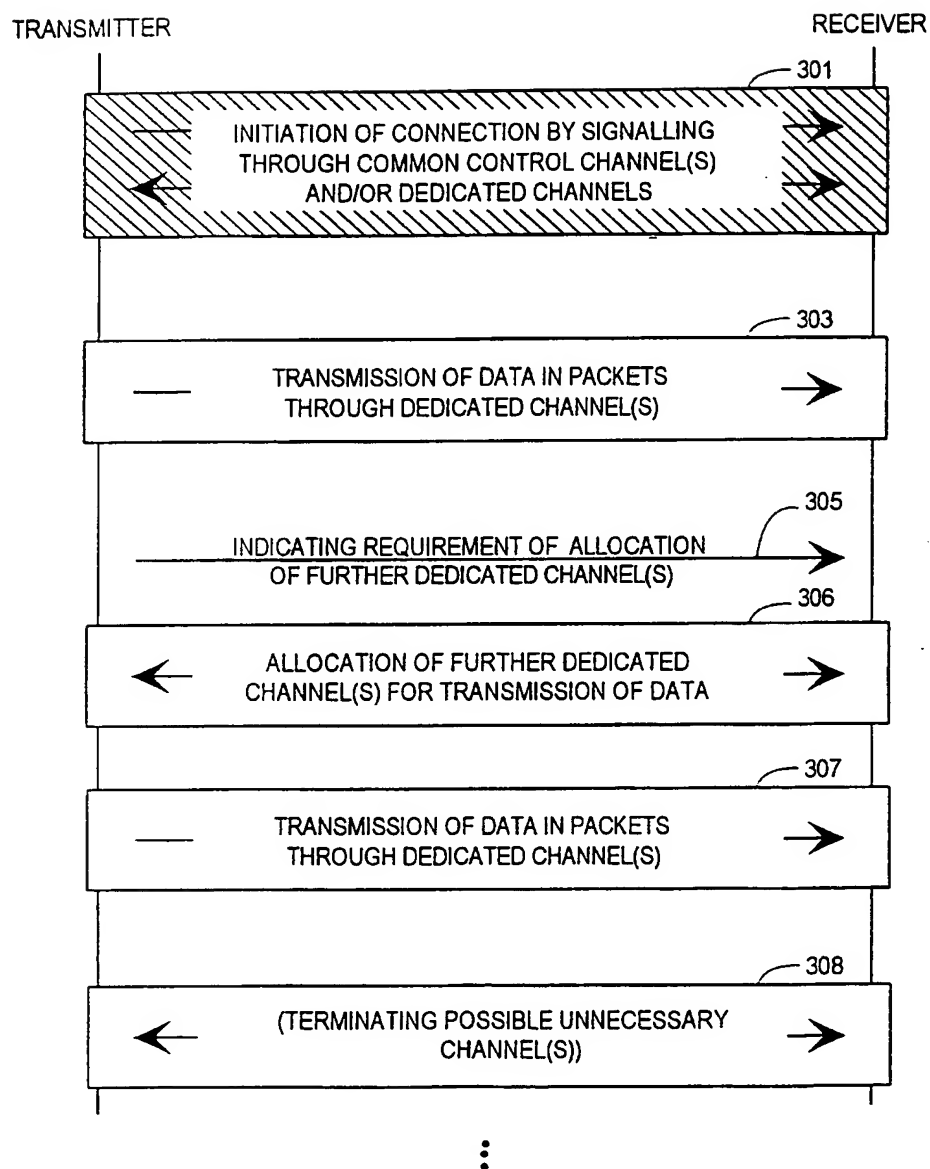 TRANSMITTER
RECEIVER
301
INITIATION OF CONNECTION BY SIGNALLING
THROUGH COMMON CONTROL CHANNEL(S)
AND/OR DEDICATED CHANNELS
303
TRANSMISSION OF DATA IN PACKETS
THROUGH DEDICATED CHANNEL(S)
305
INDICATING REQUIREMENT OF ALLOCATION
OF FURTHER DEDICATED CHANNEL(S)
306
ALLOCATION OF FURTHER DEDICATED
CHANNEL(S) FOR TRANSMISSION OF DATA
307
TRANSMISSION OF DATA IN PACKETS
THROUGH DEDICATED CHANNEL(S)
308
(TERMINATING POSSIBLE UNNECESSARY
CHANNEL(S))